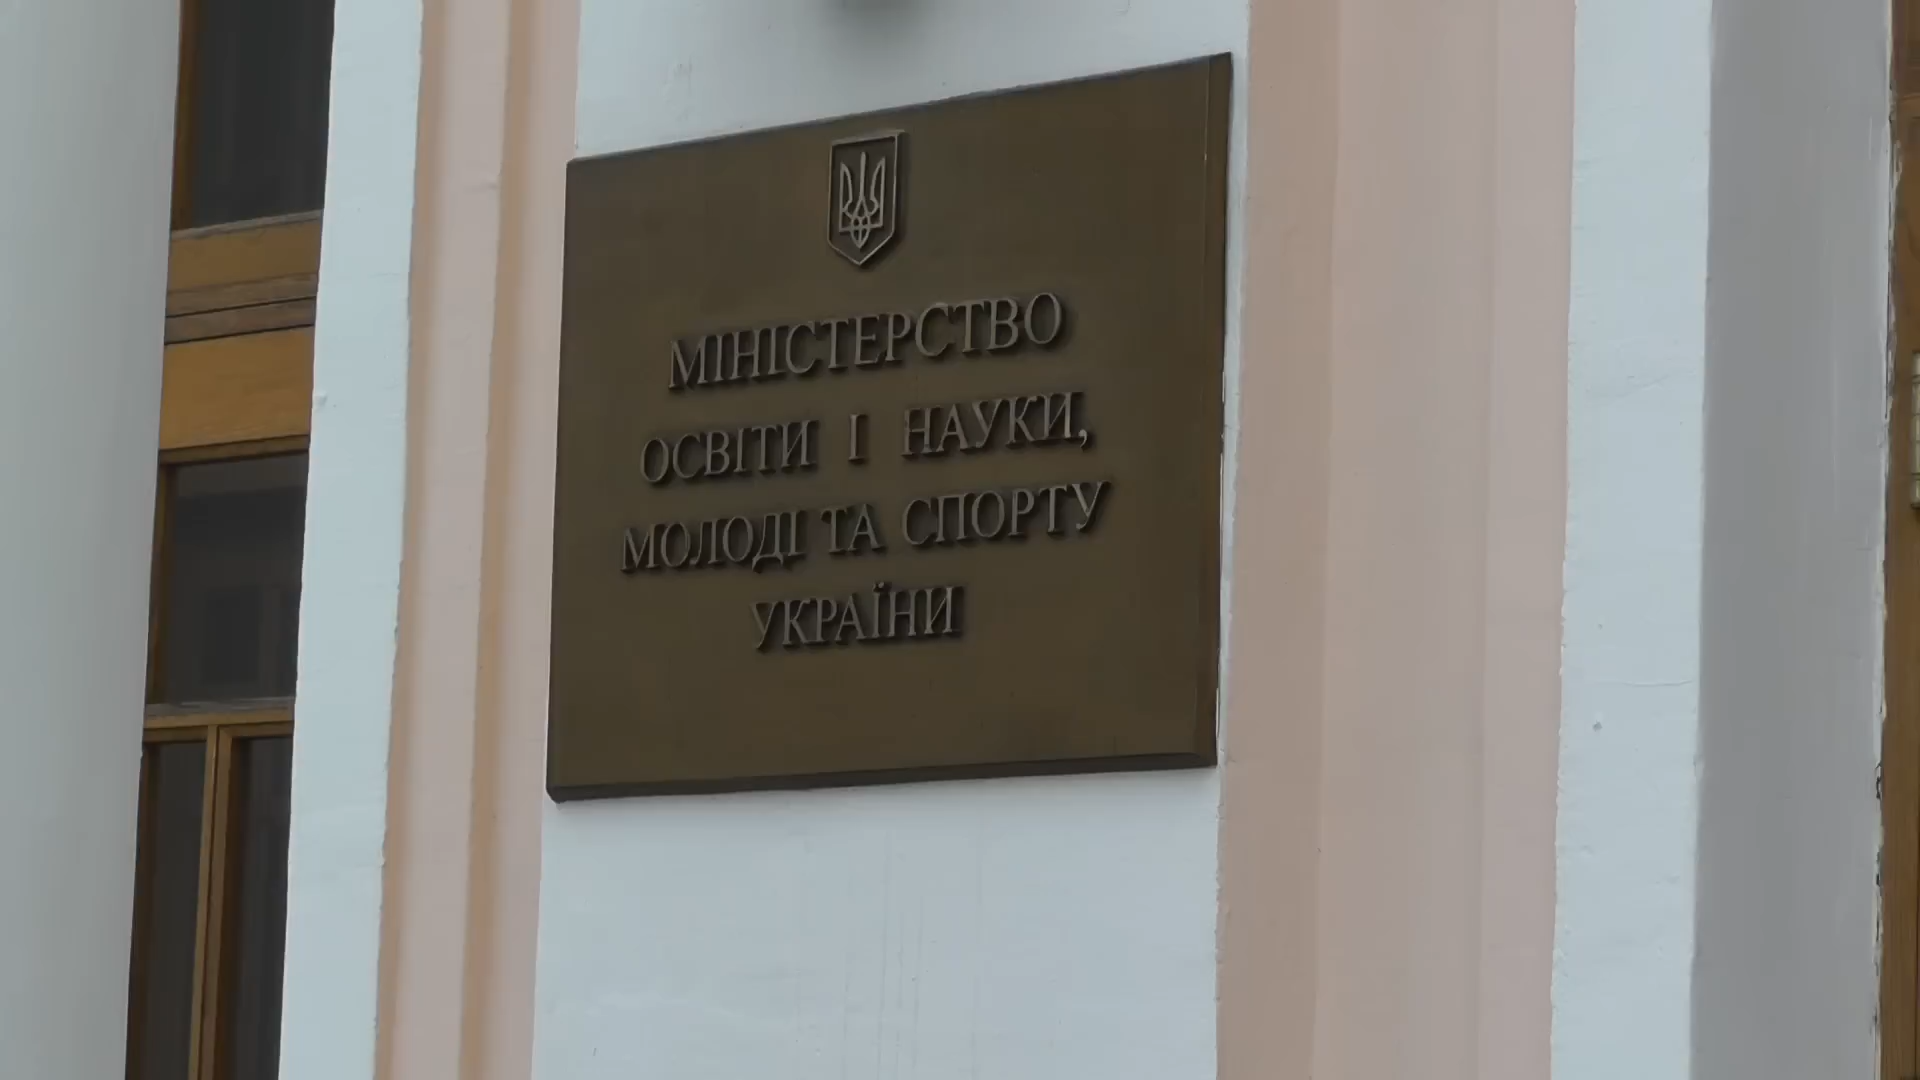 МІНІСТЕРСТВО
ОСВІТИ І НАУКИ,
МОЛОДІ ТА СПОРТУ
УКРАЇНИ